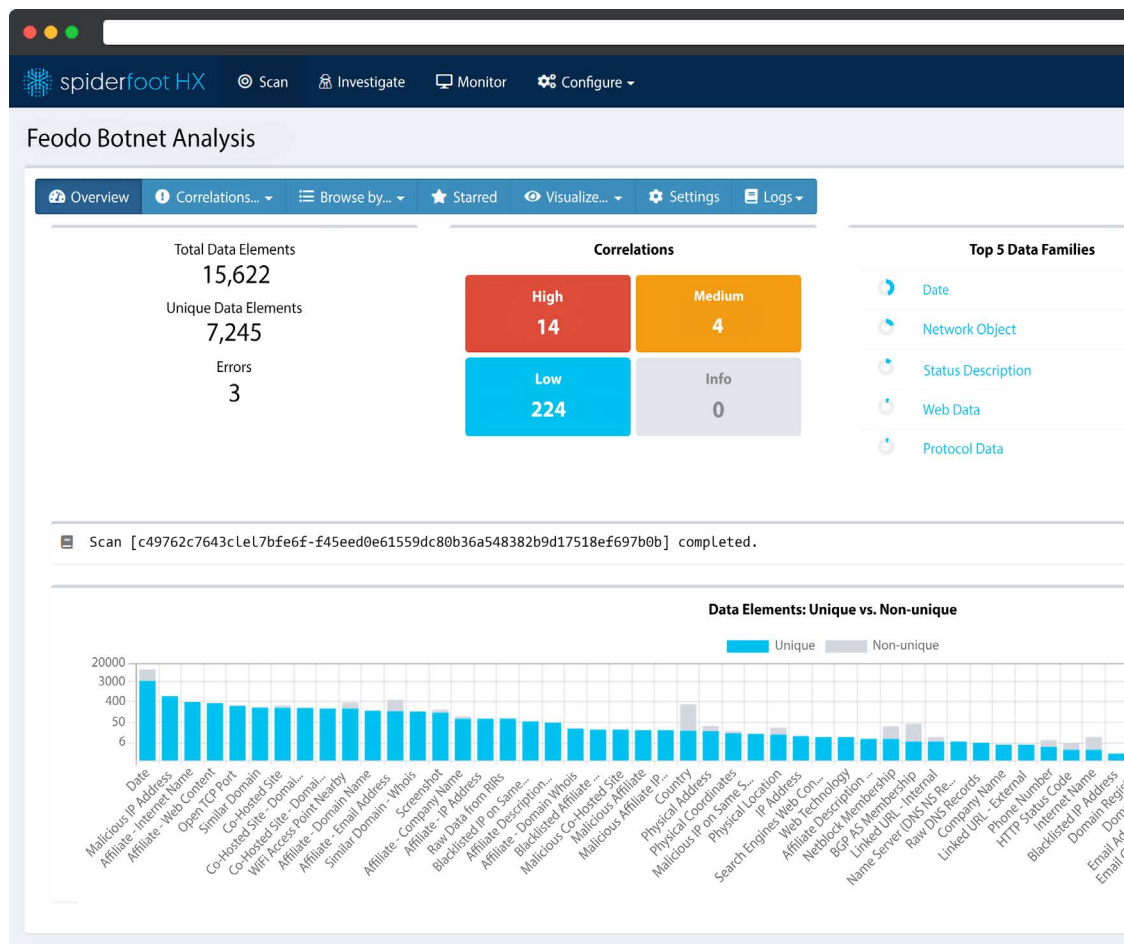 spiderfoot HX Scan Investigate Monitor Configure
Feodo Botnet Analysis
Overview Correlations... Browse by... Starred Visualize... Settings Logs
Total Data Elements
15,622
Unique Data Elements
7,245
Errors
3
Correlations
High
14
Medium
4
Low
224
Info
0
Top 5 Data Families
Date
Network Object
Status Description
Web Data
Protocol Data
Scan [c49762c7643clel7bfe6f-f45eed0e61559dc80b36a548382b9d17518ef697b0b] completed.
Data Elements: Unique vs. Non-unique
Unique Non-unique
20000
3000
400
50
6
Date
Malicious IP Address
Affiliate - Internet Name
Affiliate - Web Content
Open TCP Port
Similar Domain
Co-Hosted Site
Co-Hosted Site - Domai...
Co-Hosted Site - Domai...
WiFi Access Point Nearby
Affiliate - Domain Name
Affiliate - Email Address
Similar Domain - Whois
Screenshot
Affiliate - Company Name
Affiliate - IP Address
Raw Data from RIRs
Blacklisted IP on Same...
Affiliate Description...
Affiliate - Domain Whois
Blacklisted Affiliate ...
Malicious Co-Hosted Site
Malicious Affiliate
Malicious Affiliate IP...
Country
Physical Address
Physical Coordinates
Malicious IP on Same S...
Physical Location
IP Address
Search Engines Web Con...
Web Technology
Affiliate Description ...
Netblock Membership
BGP AS Membership
Linked URL - Internal
Name Server (DNS NS Re...
Raw DNS Records
Company Name
Linked URL - External
Phone Number
HTTP Status Code
Internet Name
Blacklisted IP Address
Domain Regi
Dom
Email Ad
Email